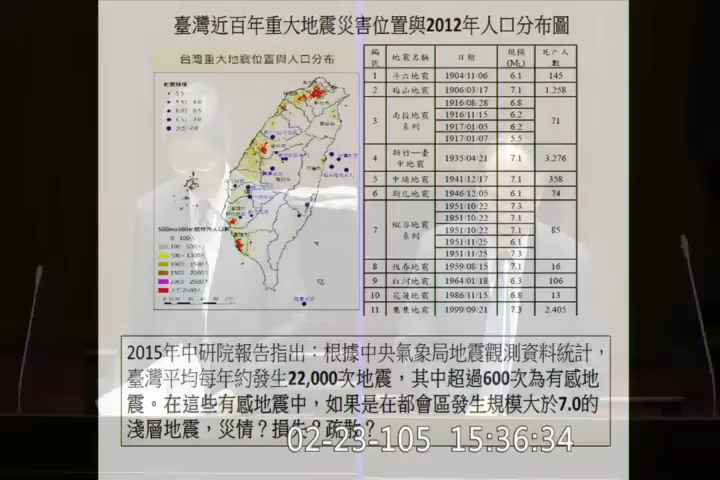 臺灣近百年重大地震災害位置與2012年人口分布圖
台灣重大地震位置與人口分布
編號 地震名稱 日期 規模(ML) 死亡人數
1 斗六地震 1904/11/06 6.1 145
2 梅山地震 1906/03/17 7.1 1,258
3 南投地震系列 71
1916/08/28 6.8
1916/11/15 6.2
1917/01/05 6.2
1917/01/07 5.5
4 新竹—臺中地震 1935/04/21 7.1 3,276
5 中埔地震 1941/12/17 7.1 358
6 新化地震 1946/12/05 6.1 74
7 縱谷地震系列 85
1951/10/22 7.3
1951/10/22 7.1
1951/10/22 7.1
1951/11/25 6.1
1951/11/25 7.3
8 恆春地震 1959/08/15 7.1 16
9 白河地震 1964/01/18 6.3 106
10 花蓮地震 1986/11/15 6.8 13
11 集集地震 1999/09/21 7.3 2,405
2015年中研院報告指出：根據中央氣象局地震觀測資料統計，
臺灣平均每年約發生22,000次地震，其中超過600次為有感地
震。在這些有感地震中，如果是在都會區發生規模大於7.0的
淺層地震，災情？損失？疏散？
02-23-105 15:36:34